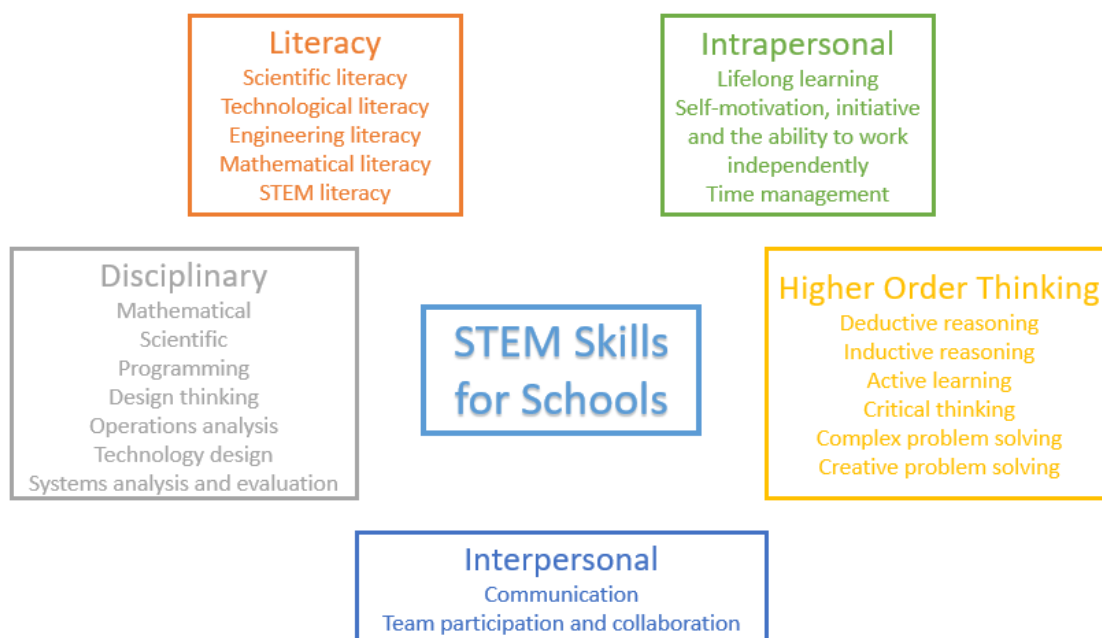 Literacy
Scientific literacy
Technological literacy
Engineering literacy
Mathematical literacy
STEM literacy
Intrapersonal
Lifelong learning
Self-motivation, initiative
and the ability to work
independently
Time management
Disciplinary
Mathematical
Scientific
Programming
Design thinking
Operations analysis
Technology design
Systems analysis and evaluation
STEM Skills
for Schools
Higher Order Thinking
Deductive reasoning
Inductive reasoning
Active learning
Critical thinking
Complex problem solving
Creative problem solving
Interpersonal
Communication
Team participation and collaboration